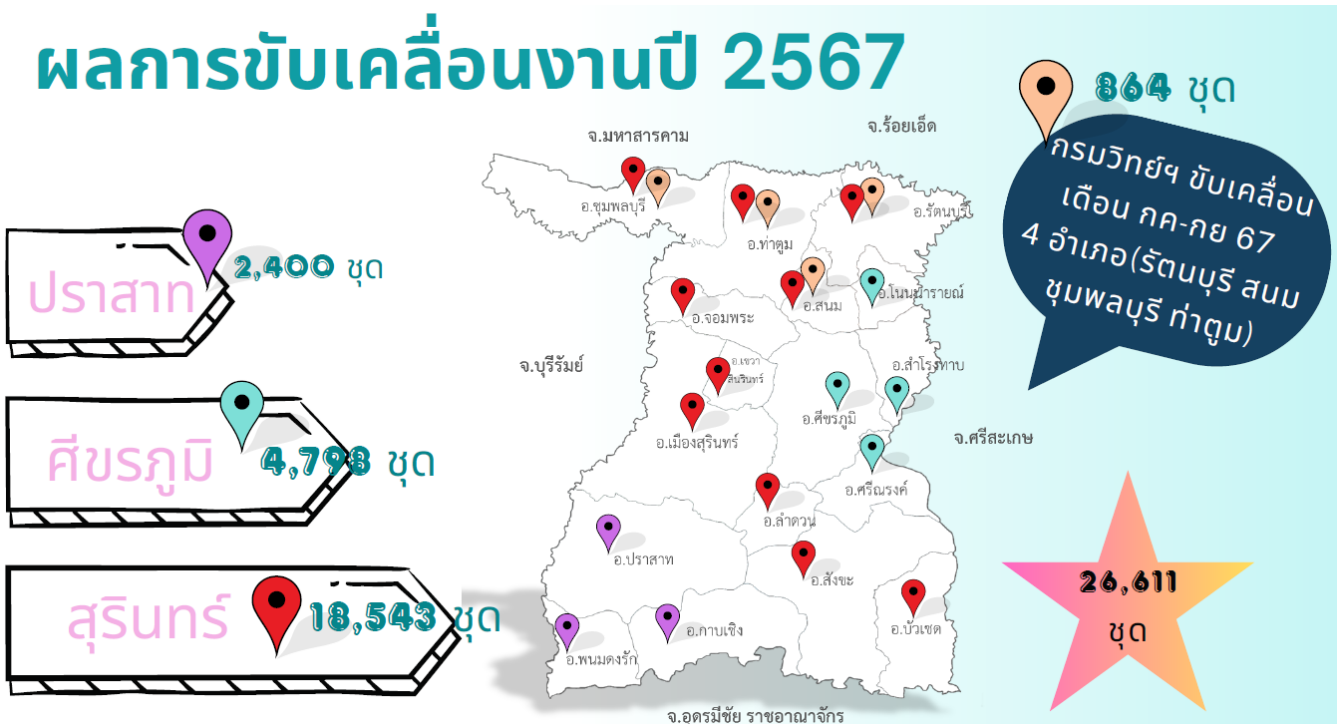 ผลการขับเคลื่อนงานปี 2567
864 ชุด
กรมวิทย์ฯ ขับเคลื่อน
เดือน กค-กย 67
4 อำเภอ(รัตนบุรี สนม
ชุมพลบุรี ท่าตูม)
ปราสาท
2,400 ชุด
ศีขรภูมิ
4,798 ชุด
สุรินทร์
18,543 ชุด
จ.มหาสารคาม
จ.ร้อยเอ็ด
อ.ชุมพลบุรี
อ.ท่าตูม
อ.รัตนบุรี
อ.จอมพระ
อ.สนม
อ.โนนนารายณ์
จ.บุรีรัมย์
อ.เขวา
สินรินทร์
อ.สำโรงทาบ
อ.ศีขรภูมิ
อ.เมืองสุรินทร์
จ.ศรีสะเกษ
อ.ศรีณรงค์
อ.ลำดวน
อ.ปราสาท
อ.สังขะ
อ.บัวเชด
อ.กาบเชิง
อ.พนมดงรัก
จ.อุดรมีชัย ราชอาณาจักร
26,611
ชุด